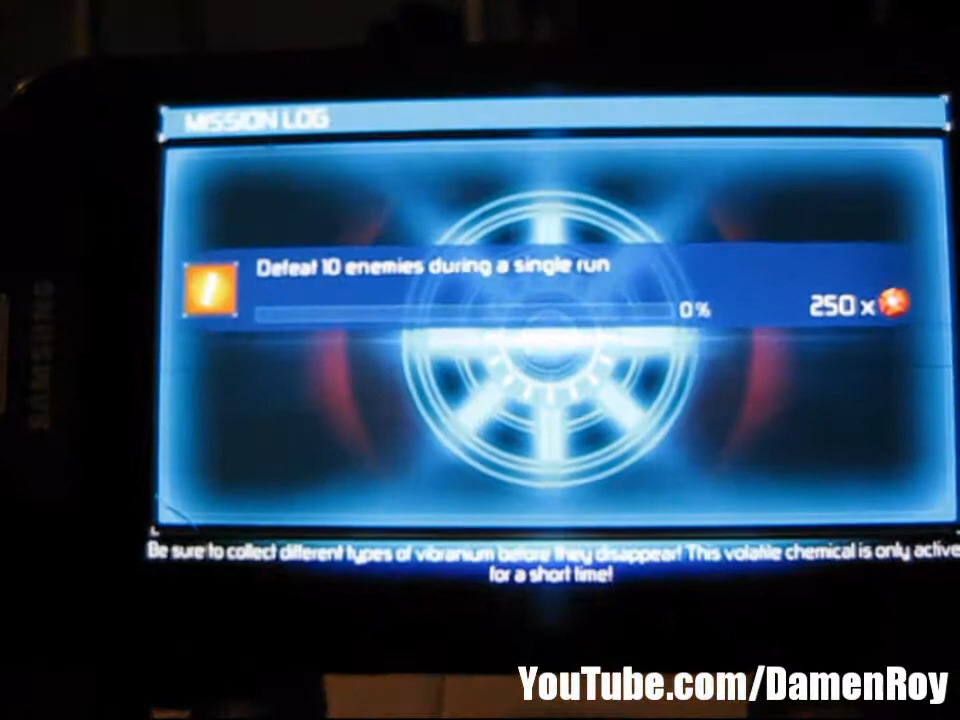 MISSION LOG
Defeat 10 enemies during a single run
0%
250 x
SAMSUNG
Be sure to collect different types of vibranium before they disappear! This volatile chemical is only active
for a short time!
YouTube.com/DamenRoy